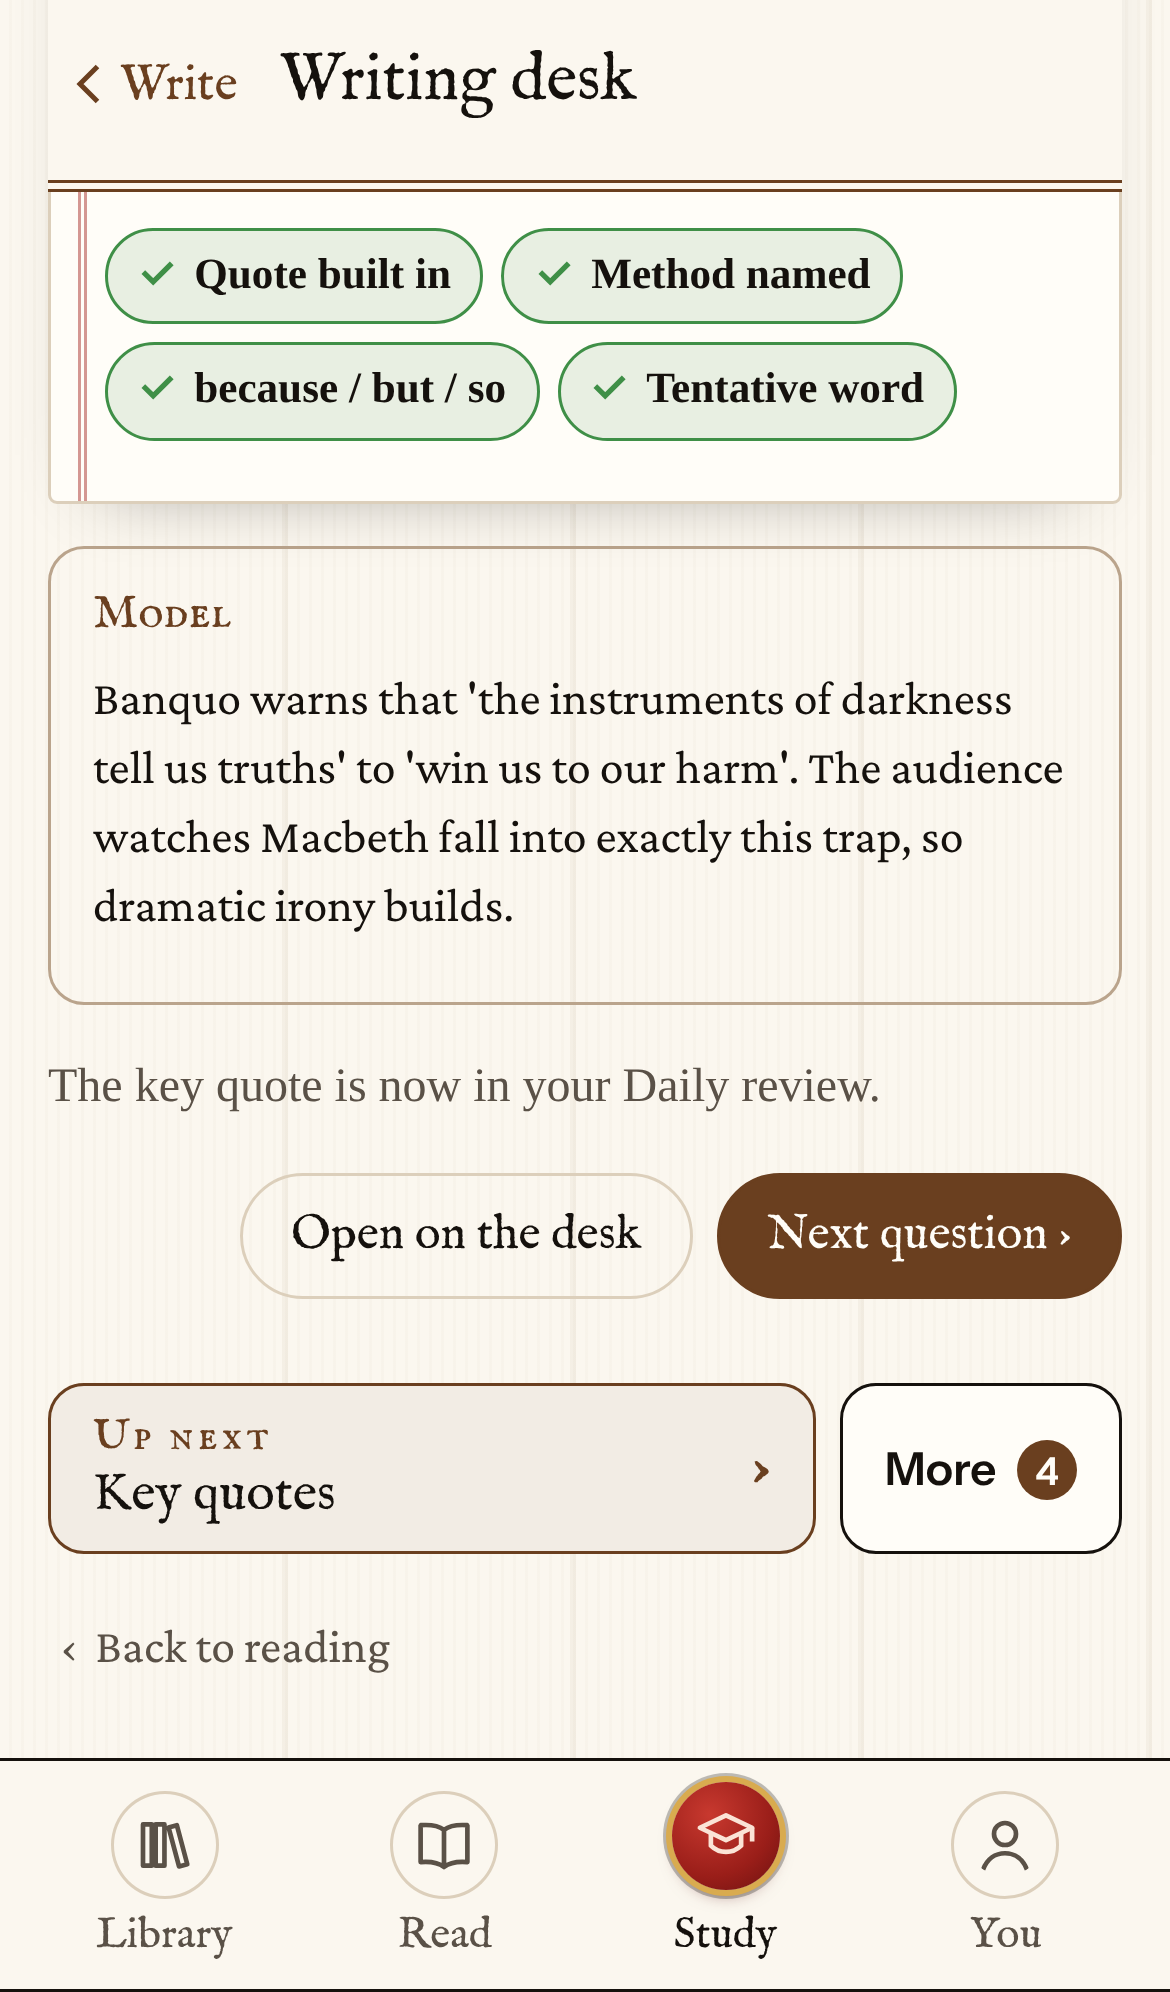 Write Writing desk
Quote built in Method named
because / but / so Tentative word
Model
Banquo warns that 'the instruments of darkness
tell us truths' to 'win us to our harm'. The audience
watches Macbeth fall into exactly this trap, so
dramatic irony builds.
The key quote is now in your Daily review.
Open on the desk Next question ›
Up next
Key quotes ›
More 4
‹ Back to reading
Library Read Study You